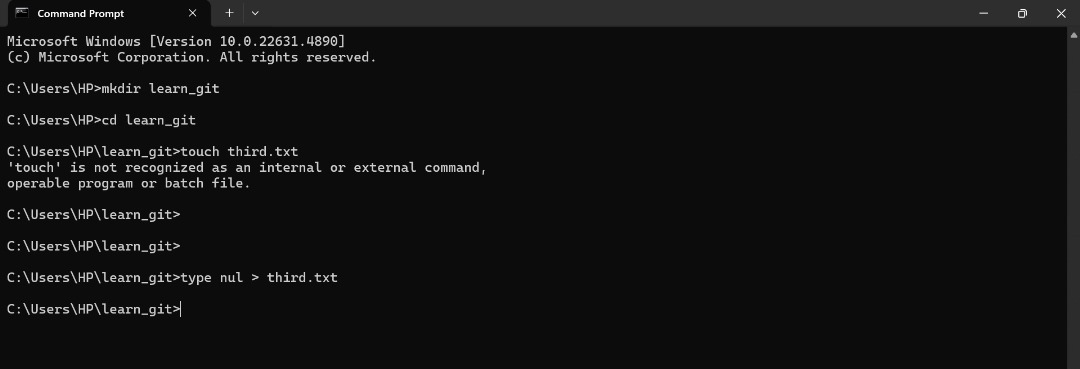 Command Prompt
Microsoft Windows [Version 10.0.22631.4890]
(c) Microsoft Corporation. All rights reserved.
C:\Users\HP>mkdir learn_git
C:\Users\HP>cd learn_git
C:\Users\HP\learn_git>touch third.txt
'touch' is not recognized as an internal or external command,
operable program or batch file.
C:\Users\HP\learn_git>
C:\Users\HP\learn_git>
C:\Users\HP\learn_git>type nul > third.txt
C:\Users\HP\learn_git>